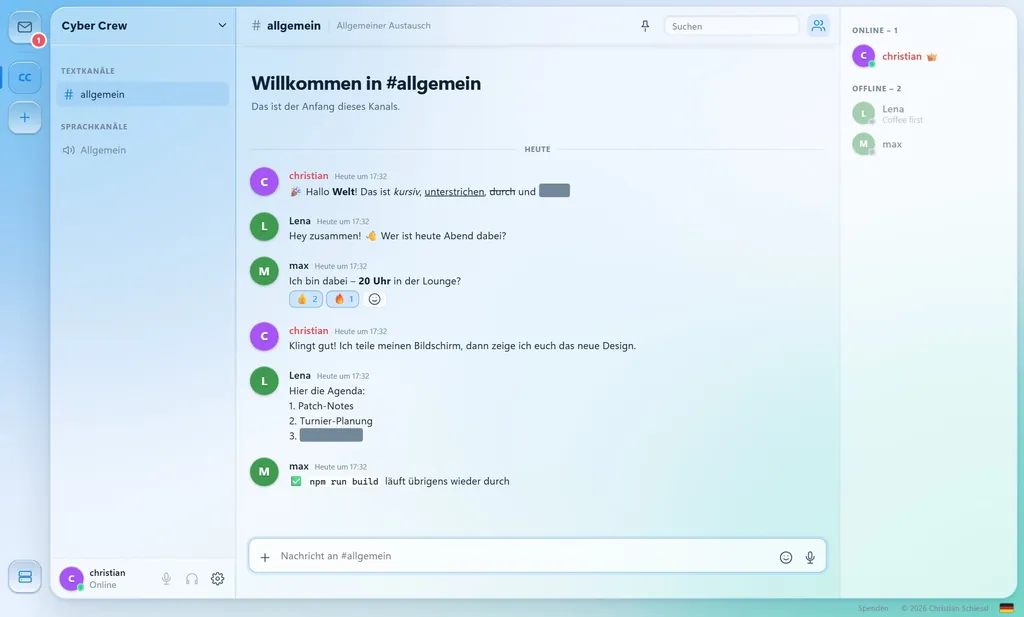 1
CC
Cyber Crew
TEXTKANÄLE
# allgemein
SPRACHKANÄLE
Allgemein
C
christian
Online
# allgemein
Allgemeiner Austausch
Suchen
Willkommen in #allgemein
Das ist der Anfang dieses Kanals.
HEUTE
C
christian Heute um 17:32
🎉 Hallo Welt! Das ist kursiv, unterstrichen, durch und
L
Lena Heute um 17:32
Hey zusammen! 👋 Wer ist heute Abend dabei?
M
max Heute um 17:32
Ich bin dabei – 20 Uhr in der Lounge?
👍 2 🔥 1
C
christian Heute um 17:32
Klingt gut! Ich teile meinen Bildschirm, dann zeige ich euch das neue Design.
L
Lena Heute um 17:32
Hier die Agenda:
1. Patch-Notes
2. Turnier-Planung
3.
M
max Heute um 17:32
✅ npm run build läuft übrigens wieder durch
Nachricht an #allgemein
ONLINE – 1
C
christian
OFFLINE – 2
L
Lena
Coffee first
M
max
Spenden © 2026 Christian Schiessl